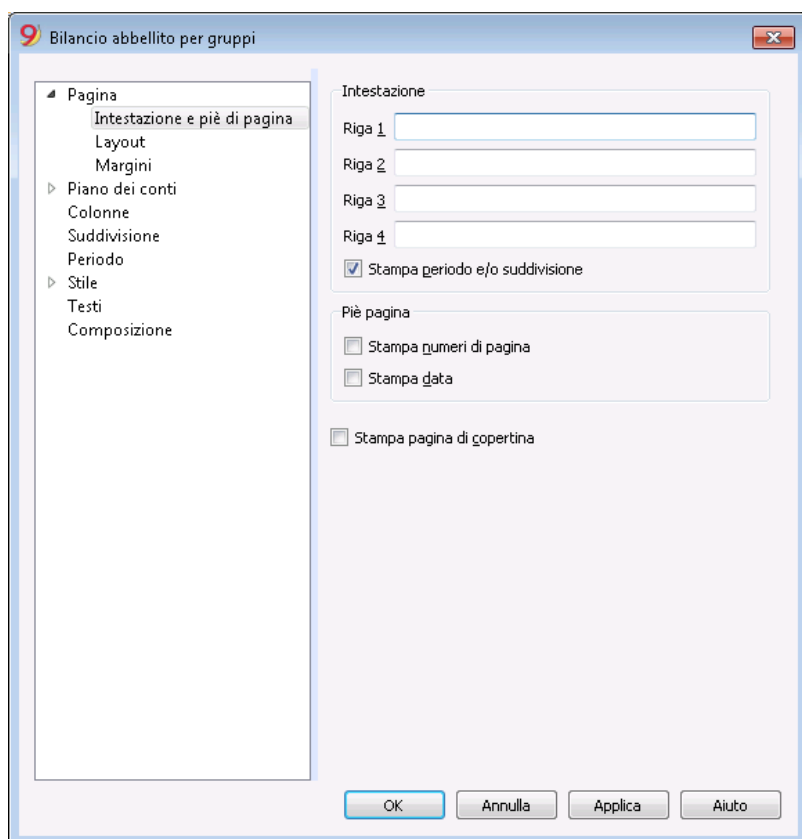 9
Bilancio abbellito per gruppi
Pagina
Intestazione e piè di pagina
Layout
Margini
Piano dei conti
Colonne
Suddivisione
Periodo
Stile
Testi
Composizione
Intestazione
Riga 1
Riga 2
Riga 3
Riga 4
Stampa periodo e/o suddivisione
Piè pagina
Stampa numeri di pagina
Stampa data
Stampa pagina di copertina
OK Annulla Applica Aiuto